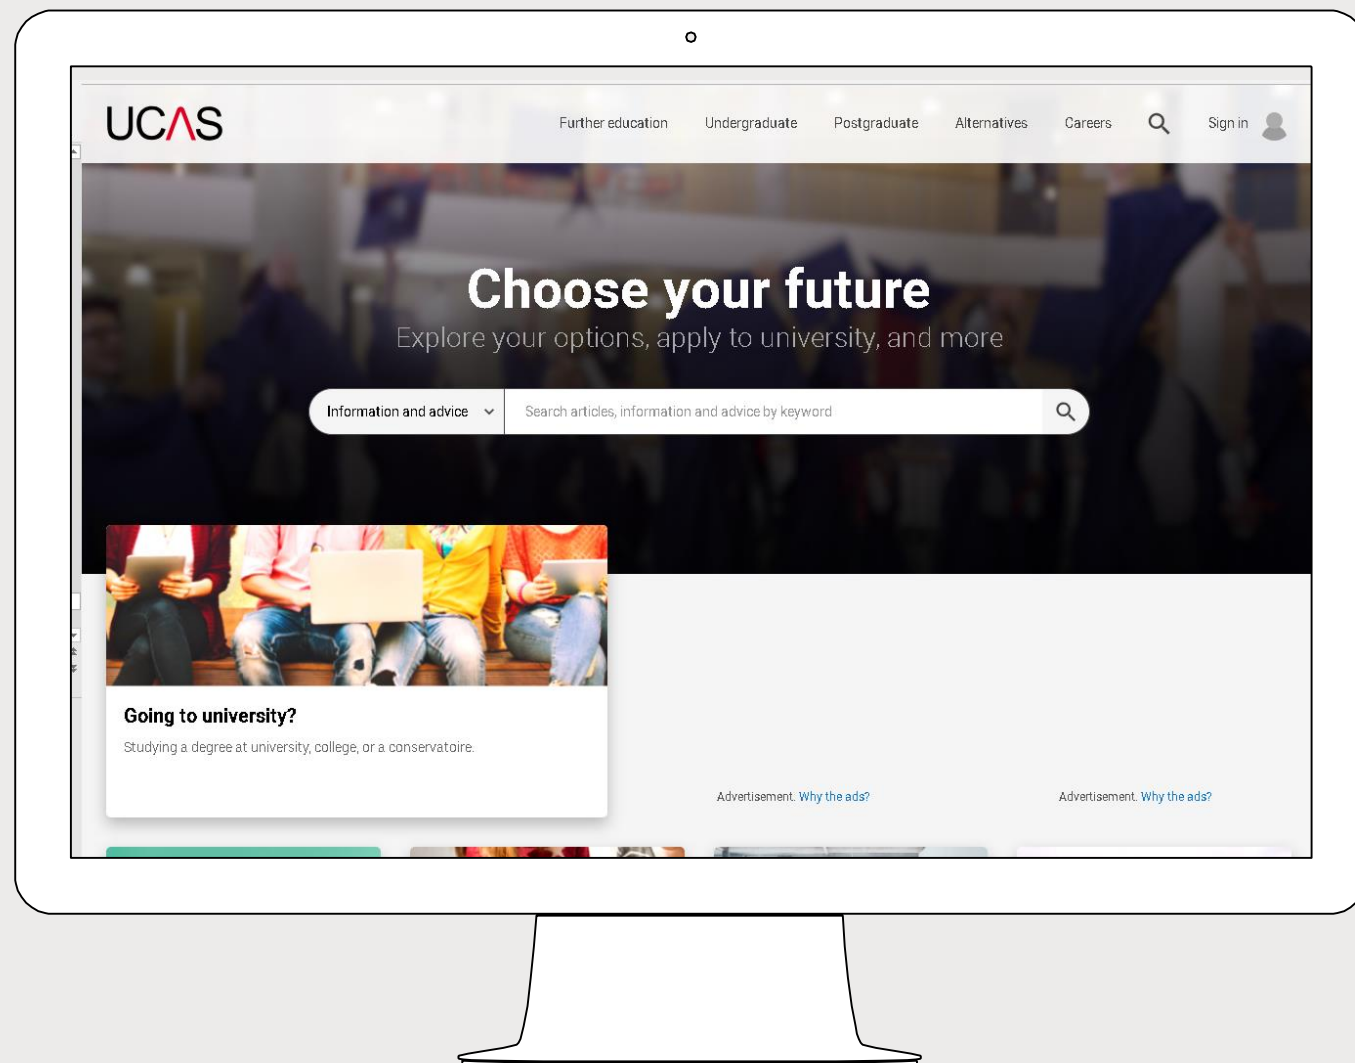 UCAS
Further education Undergraduate Postgraduate Alternatives Careers Sign in
Choose your future
Explore your options, apply to university, and more
Information and advice Search articles, information and advice by keyword
Going to university?
Studying a degree at university, college, or a conservatoire.
Advertisement. Why the ads? Advertisement. Why the ads?